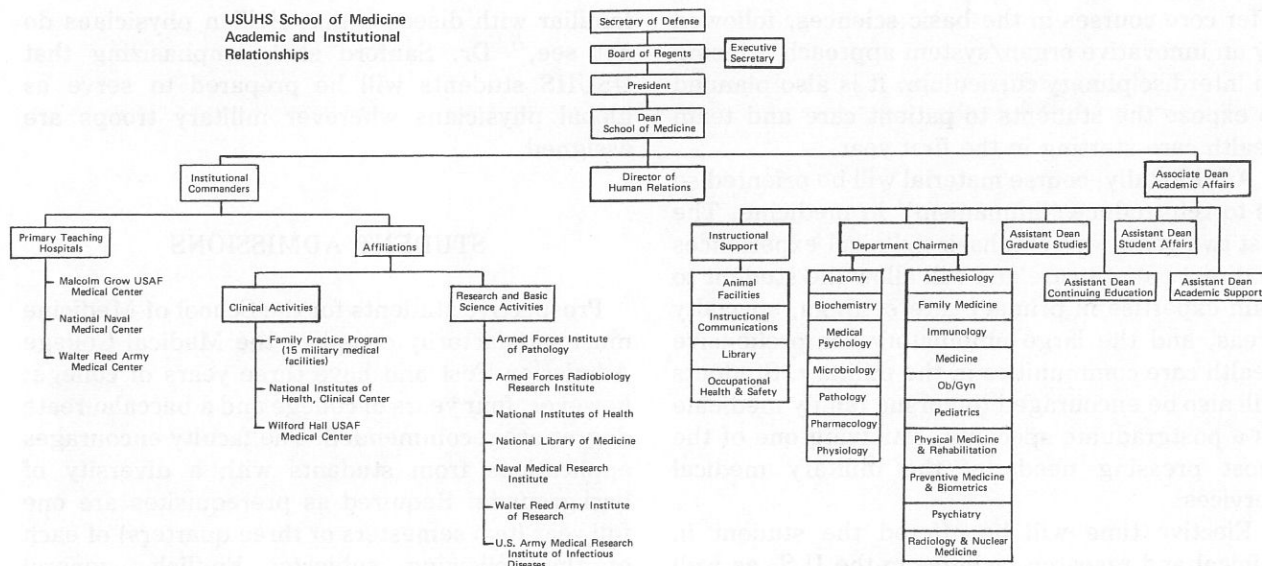 USUHS School of Medicine
Academic and Institutional
Relationships
Secretary of Defense
Board of Regents
Executive
Secretary
President
Dean
School of Medicine
Institutional
Commanders
Director of
Human Relations
Associate Dean
Academic Affairs
Primary Teaching
Hospitals
Affiliations
Malcolm Grow USAF
Medical Center
National Naval
Medical Center
Walter Reed Army
Medical Center
Clinical Activities
Family Practice Program
(15 military medical
facilities)
National Institutes of
Health, Clinical Center
Wilford Hall USAF
Medical Center
Research and Basic
Science Activities
Armed Forces Institute
of Pathology
Armed Forces Radiobiology
Research Institute
National Institutes of Health
National Library of Medicine
Naval Medical Research
Institute
Walter Reed Army Institute
of Research
U.S. Army Medical Research
Institute of Infectious
Diseases
Instructional
Support
Animal
Facilities
Instructional
Communications
Library
Occupational
Health & Safety
Department Chairmen
Anatomy
Biochemistry
Medical
Psychology
Microbiology
Pathology
Pharmacology
Physiology
Anesthesiology
Family Medicine
Immunology
Medicine
Ob/Gyn
Pediatrics
Physical Medicine
& Rehabilitation
Preventive Medicine
& Biometrics
Psychiatry
Radiology & Nuclear
Medicine
Assistant Dean
Graduate Studies
Assistant Dean
Student Affairs
Assistant Dean
Continuing Education
Assistant Dean
Academic Support